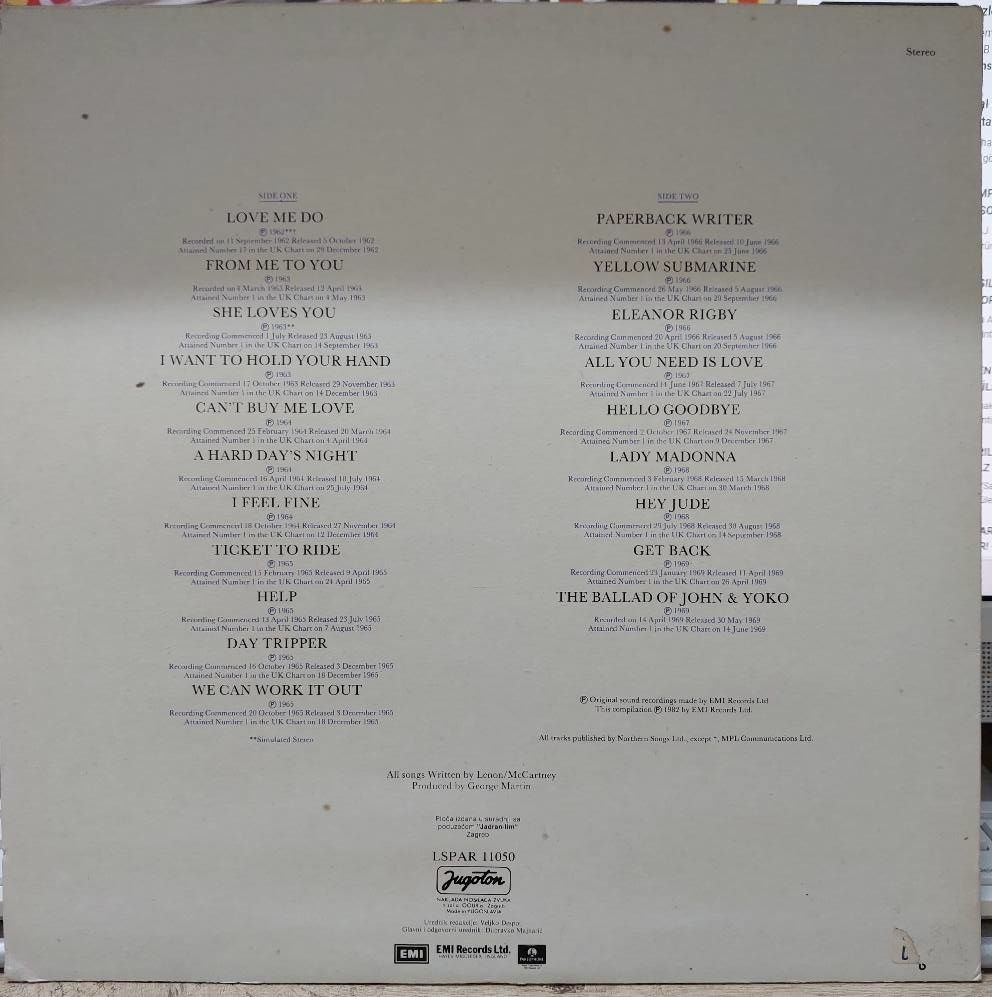 Stereo
SIDE ONE
LOVE ME DO
Ⓟ 1962***
Recorded on 11 September 1962 Released 5 October 1962
Attained Number 17 in the UK Chart on 29 December 1962
FROM ME TO YOU
Ⓟ 1963
Recorded on 4 March 1963 Released 12 April 1963
Attained Number 1 in the UK Chart on 4 May 1963
SHE LOVES YOU
Ⓟ 1963**
Recording Commenced 1 July Released 23 August 1963
Attained Number 1 in the UK Chart on 14 September 1963
I WANT TO HOLD YOUR HAND
Ⓟ 1963
Recording Commenced 17 October 1963 Released 29 November 1963
Attained Number 1 in the UK Chart on 14 December 1963
CAN'T BUY ME LOVE
Ⓟ 1964
Recording Commenced 25 February 1964 Released 20 March 1964
Attained Number 1 in the UK Chart on 4 April 1964
A HARD DAY'S NIGHT
Ⓟ 1964
Recording Commenced 16 April 1964 Released 10 July 1964
Attained Number 1 in the UK Chart on 25 July 1964
I FEEL FINE
Ⓟ 1964
Recording Commenced 18 October 1964 Released 27 November 1964
Attained Number 1 in the UK Chart on 12 December 1964
TICKET TO RIDE
Ⓟ 1965
Recording Commenced 15 February 1965 Released 9 April 1965
Attained Number 1 in the UK Chart on 24 April 1965
HELP
Ⓟ 1965
Recording Commenced 13 April 1965 Released 23 July 1965
Attained Number 1 in the UK Chart on 7 August 1965
DAY TRIPPER
Ⓟ 1965
Recording Commenced 16 October 1965 Released 3 December 1965
Attained Number 1 in the UK Chart on 18 December 1965
WE CAN WORK IT OUT
Ⓟ 1965
Recording Commenced 20 October 1965 Released 3 December 1965
Attained Number 1 in the UK Chart on 18 December 1965
**Simulated Stereo
SIDE TWO
PAPERBACK WRITER
Ⓟ 1966
Recording Commenced 13 April 1966 Released 10 June 1966
Attained Number 1 in the UK Chart on 25 June 1966
YELLOW SUBMARINE
Ⓟ 1966
Recording Commenced 26 May 1966 Released 5 August 1966
Attained Number 1 in the UK Chart on 20 September 1966
ELEANOR RIGBY
Ⓟ 1966
Recording Commenced 20 April 1966 Released 5 August 1966
Attained Number 1 in the UK Chart on 20 September 1966
ALL YOU NEED IS LOVE
Ⓟ 1967
Recording Commenced 14 June 1967 Released 7 July 1967
Attained Number 1 in the UK Chart on 22 July 1967
HELLO GOODBYE
Ⓟ 1967
Recording Commenced 2 October 1967 Released 24 November 1967
Attained Number 1 in the UK Chart on 9 December 1967
LADY MADONNA
Ⓟ 1968
Recording Commenced 3 February 1968 Released 15 March 1968
Attained Number 1 in the UK Chart on 30 March 1968
HEY JUDE
Ⓟ 1968
Recording Commenced 29 July 1968 Released 30 August 1968
Attained Number 1 in the UK Chart on 14 September 1968
GET BACK
Ⓟ 1969
Recording Commenced 23 January 1969 Released 11 April 1969
Attained Number 1 in the UK Chart on 26 April 1969
THE BALLAD OF JOHN & YOKO
Ⓟ 1969
Recorded on 14 April 1969 Released 30 May 1969
Attained Number 1 in the UK Chart on 14 June 1969
Ⓟ Original sound recordings made by EMI Records Ltd
This compilation Ⓟ 1982 by EMI Records Ltd.
All tracks published by Northern Songs Ltd., except *, MPL Communications Ltd.
All songs Written by Lenon/McCartney
Produced by George Martin
Ploča izdana u suradnji sa
poduzećem "Jadran-film"
Zagreb
LSPAR 11050
Jugoton
NAKLADA NOSILACA ZVUKA
Zagreb
Made in YUGOSLAVIA
Urednik redakcije: Veljko Despot
Glavni i odgovorni urednik: Dubravko Majnarić
EMI
EMI Records Ltd.
HAYES MIDDLESEX ENGLAND
PARLOPHONE
L
6